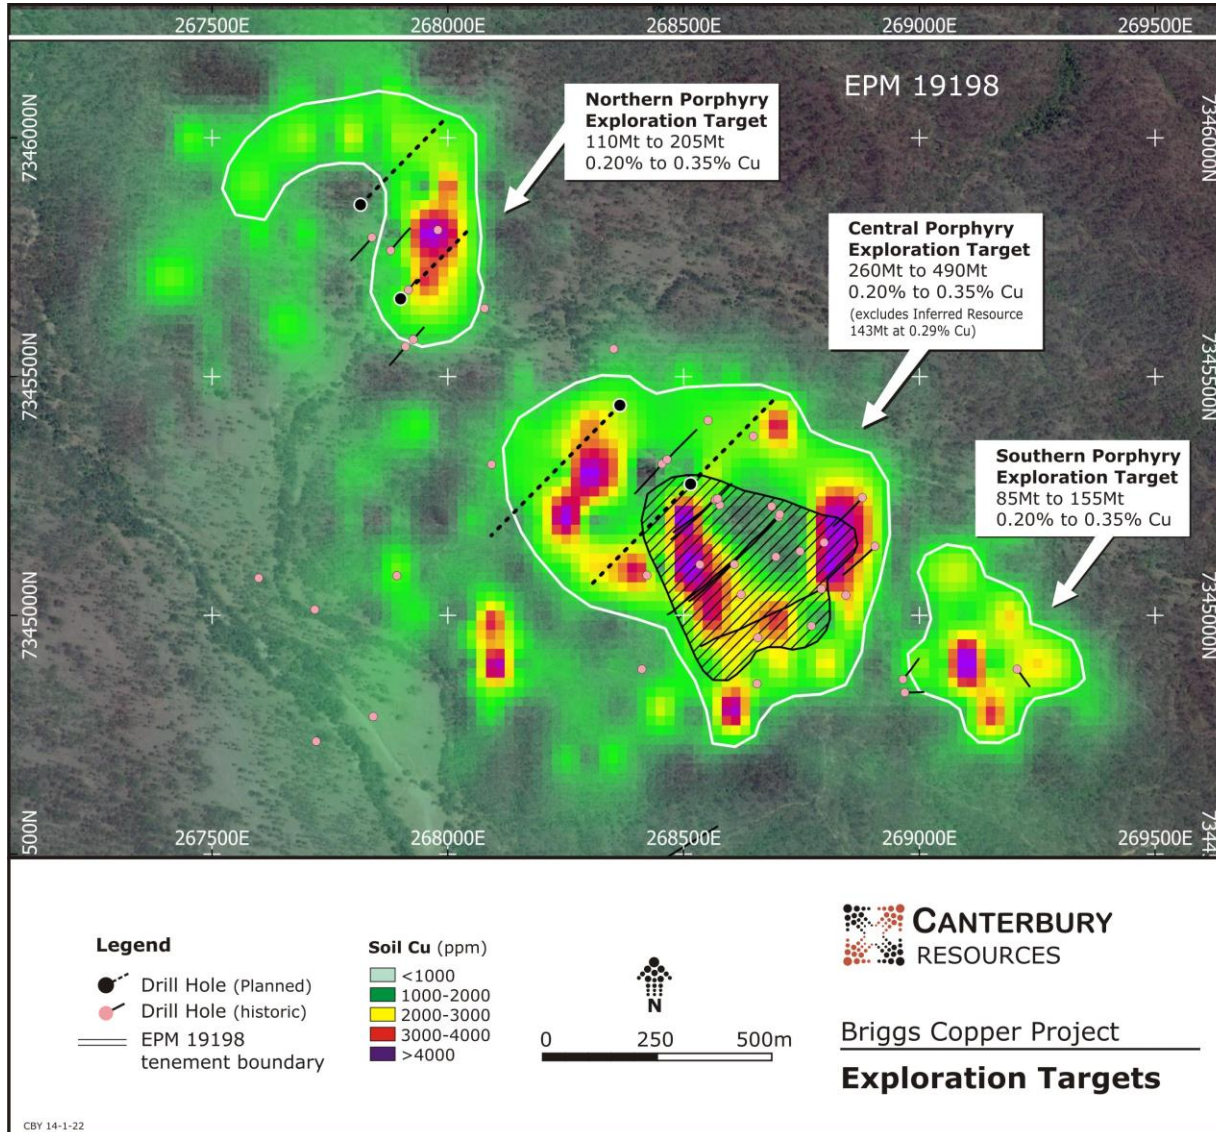 267500E 268000E 268500E 269000E 269500E
EPM 19198
7346000N
7346000N
Northern Porphyry
Exploration Target
110Mt to 205Mt
0.20% to 0.35% Cu
Central Porphyry
Exploration Target
260Mt to 490Mt
0.20% to 0.35% Cu
(excludes Inferred Resource
143Mt at 0.29% Cu)
7345500N
7345500N
Southern Porphyry
Exploration Target
85Mt to 155Mt
0.20% to 0.35% Cu
7345000N
7345000N
500N
7344
267500E 268000E 268500E 269000E 269500E
Legend
Drill Hole (Planned)
Drill Hole (historic)
EPM 19198
tenement boundary
Soil Cu (ppm)
<1000
1000-2000
2000-3000
3000-4000
>4000
N
0 250 500m
CANTERBURY
RESOURCES
Briggs Copper Project
Exploration Targets
CBY 14-1-22